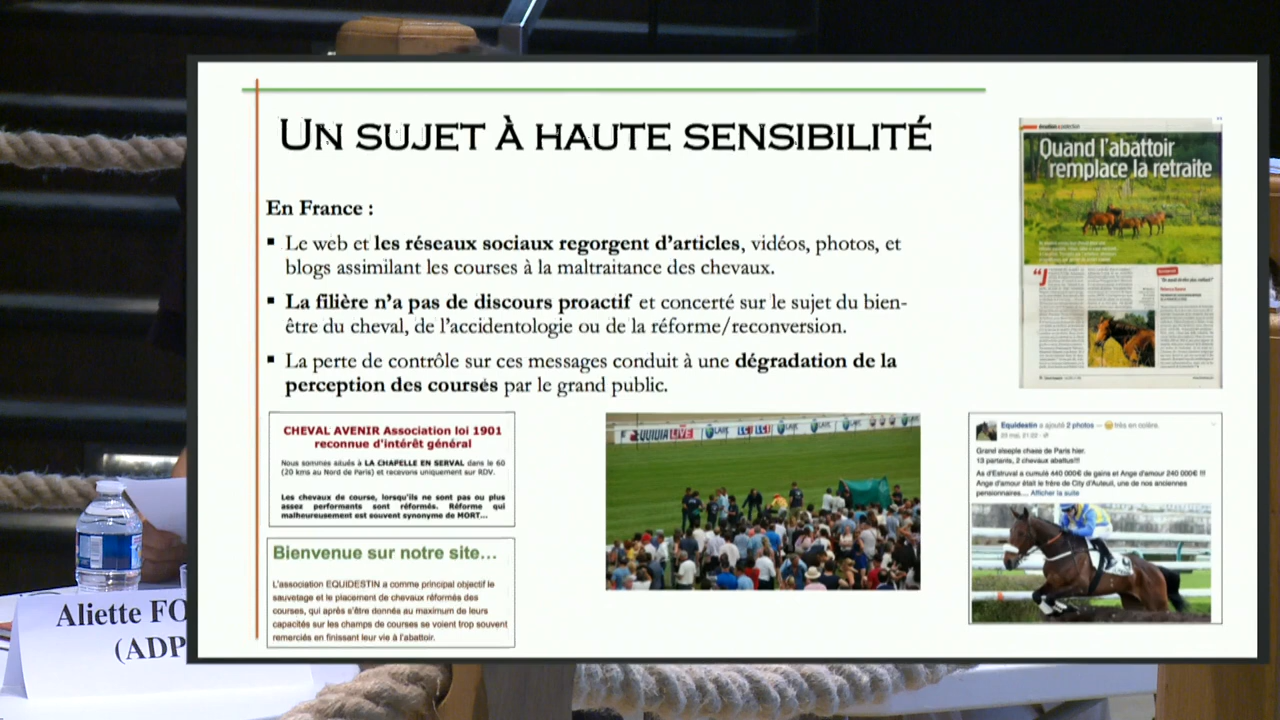 UN SUJET À HAUTE SENSIBILITÉ
En France :
▪ Le web et les réseaux sociaux regorgent d'articles, vidéos, photos, et
blogs assimilant les courses à la maltraitance des chevaux.
▪ La filière n'a pas de discours proactif et concerté sur le sujet du bien-
être du cheval, de l'accidentologie ou de la réforme/reconversion.
▪ La perte de contrôle sur ces messages conduit à une dégradation de la
perception des courses par le grand public.
Quand l'abattoir
remplace la retraite
CHEVAL AVENIR Association loi 1901
reconnue d'intérêt général
Nous sommes situés à LA CHAPELLE EN SERVAL dans le 60
(20 kms au Nord de Paris) et recevons uniquement sur RDV.
Les chevaux de course, lorsqu'ils ne sont pas ou plus
assez performants sont réformés. Réforme qui
malheureusement est souvent synonyme de MORT...
Bienvenue sur notre site...
L'association EQUIDESTIN a comme principal objectif le
sauvetage et le placement de chevaux réformés des
courses, qui après s'être donnés au maximum de leurs
capacités sur les champs de courses se voient trop souvent
remerciés en finissant leur vie à l'abattoir.
EQUIDIA LIVE
LCI LCI
Equidestin a ajouté 2 photos — très en colère.
Grand steeple chase de Paris hier.
13 partants, 2 chevaux abattus!!!
As d'Estruval a cumulé 440 000€ de gains et Ange d'amour 240 000€ !!!
Ange d'amour était le frère de City d'Auteuil, une de nos anciennes
pensionnaires.... Afficher la suite
Aliette FO
(ADP